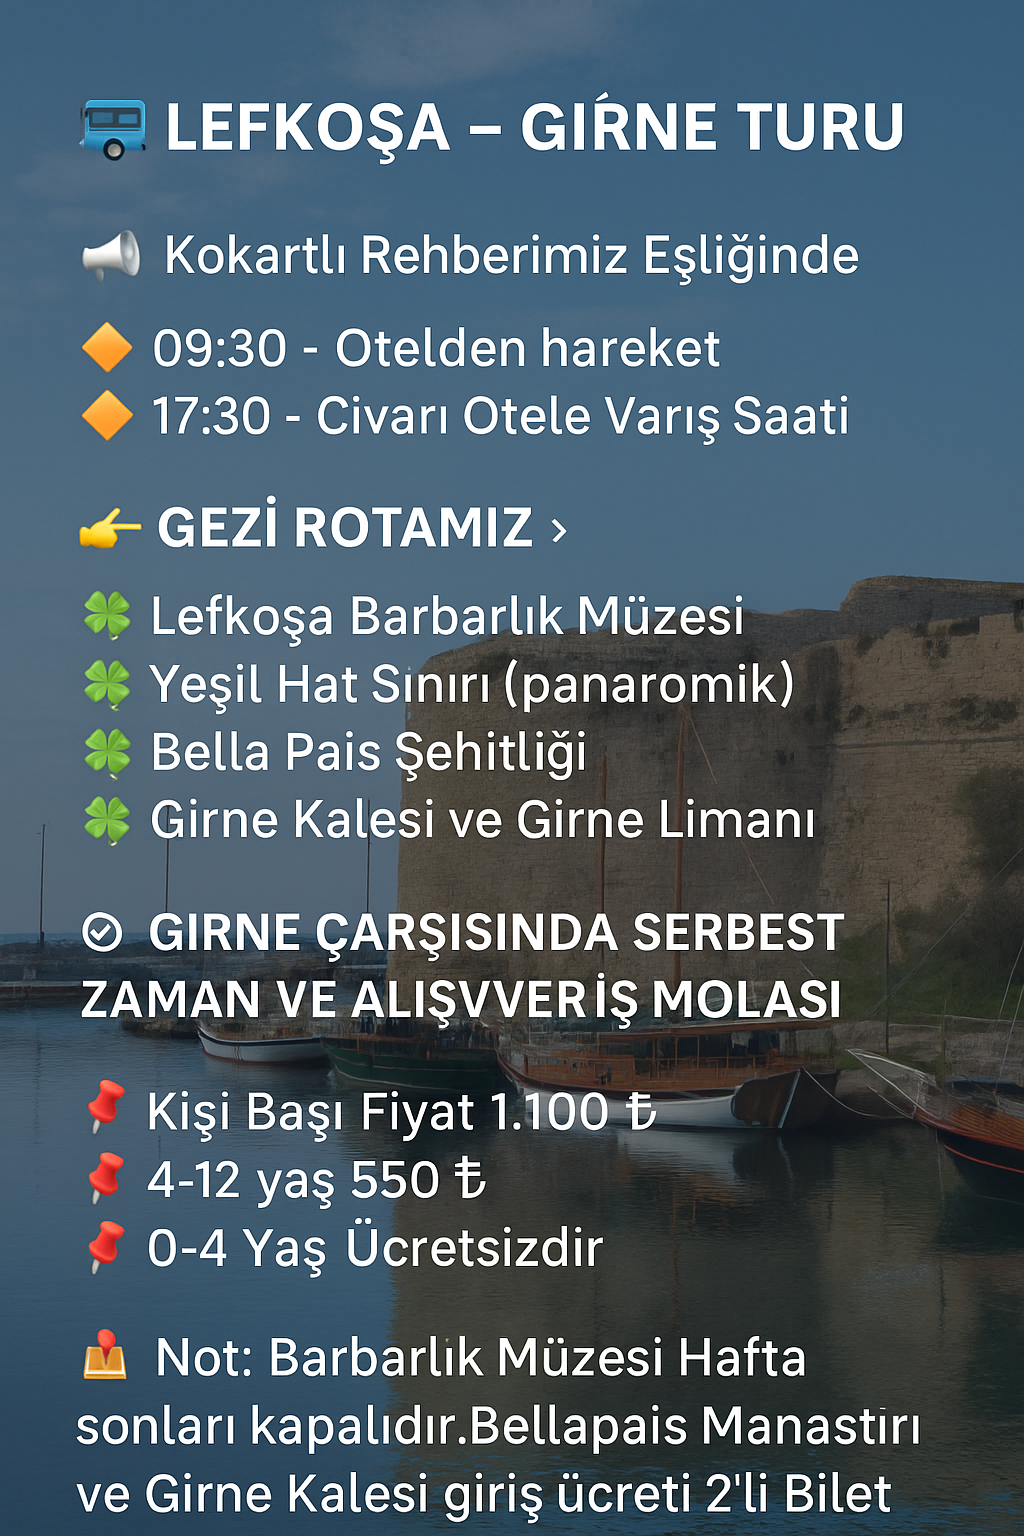 LEFKOŞA – GIŔNE TURU
Kokartlı Rehberimiz Eşliğinde
09:30 - Otelden hareket
17:30 - Civarı Otele Varış Saati
GEZİ ROTAMIZ ›
Lefkoşa Barbarlık Müzesi
Yeşil Hat Sınırı (panaromik)
Bella Pais Şehitliği
Girne Kalesi ve Girne Limanı
GIRNE ÇARŞISINDA SERBEST
ZAMAN VE ALIŞVVERİŞ MOLASI
Kişi Başı Fiyat 1.100 ₺
4-12 yaş 550 ₺
0-4 Yaş Ücretsizdir
Not: Barbarlık Müzesi Hafta
sonları kapalıdır.Bellapais Manastırı
ve Girne Kalesi giriş ücreti 2'li Bilet